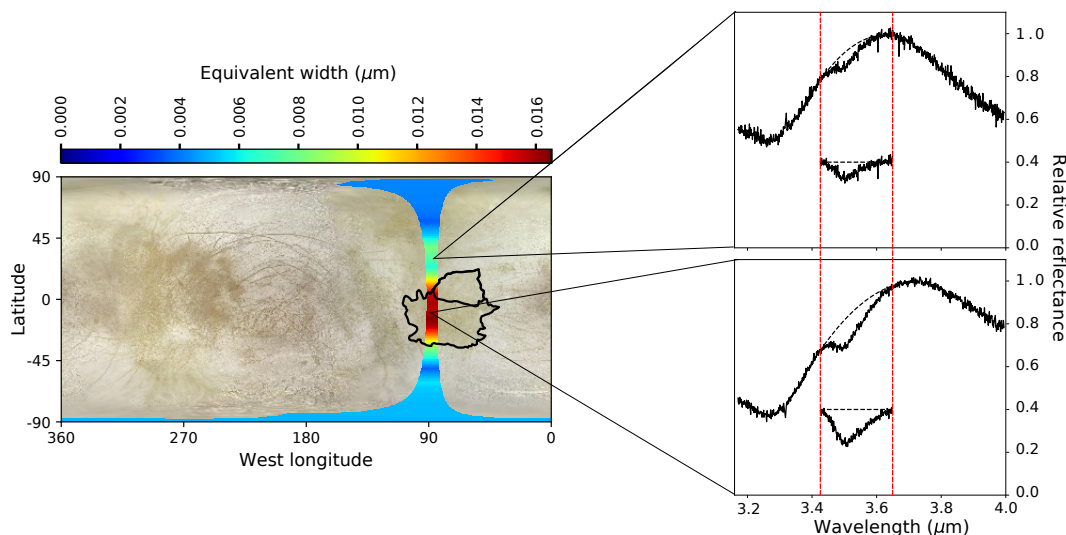 Equivalent width (μm)
0.000 0.002 0.004 0.006 0.008 0.010 0.012 0.014 0.016
90
45
0
-45
-90
Latitude
360 270 180 90 0
West longitude
1.0
0.8
0.6
0.4
0.2
0.0
1.0
0.8
0.6
0.4
0.2
0.0
Relative reflectance
3.2 3.4 3.6 3.8 4.0
Wavelength (μm)